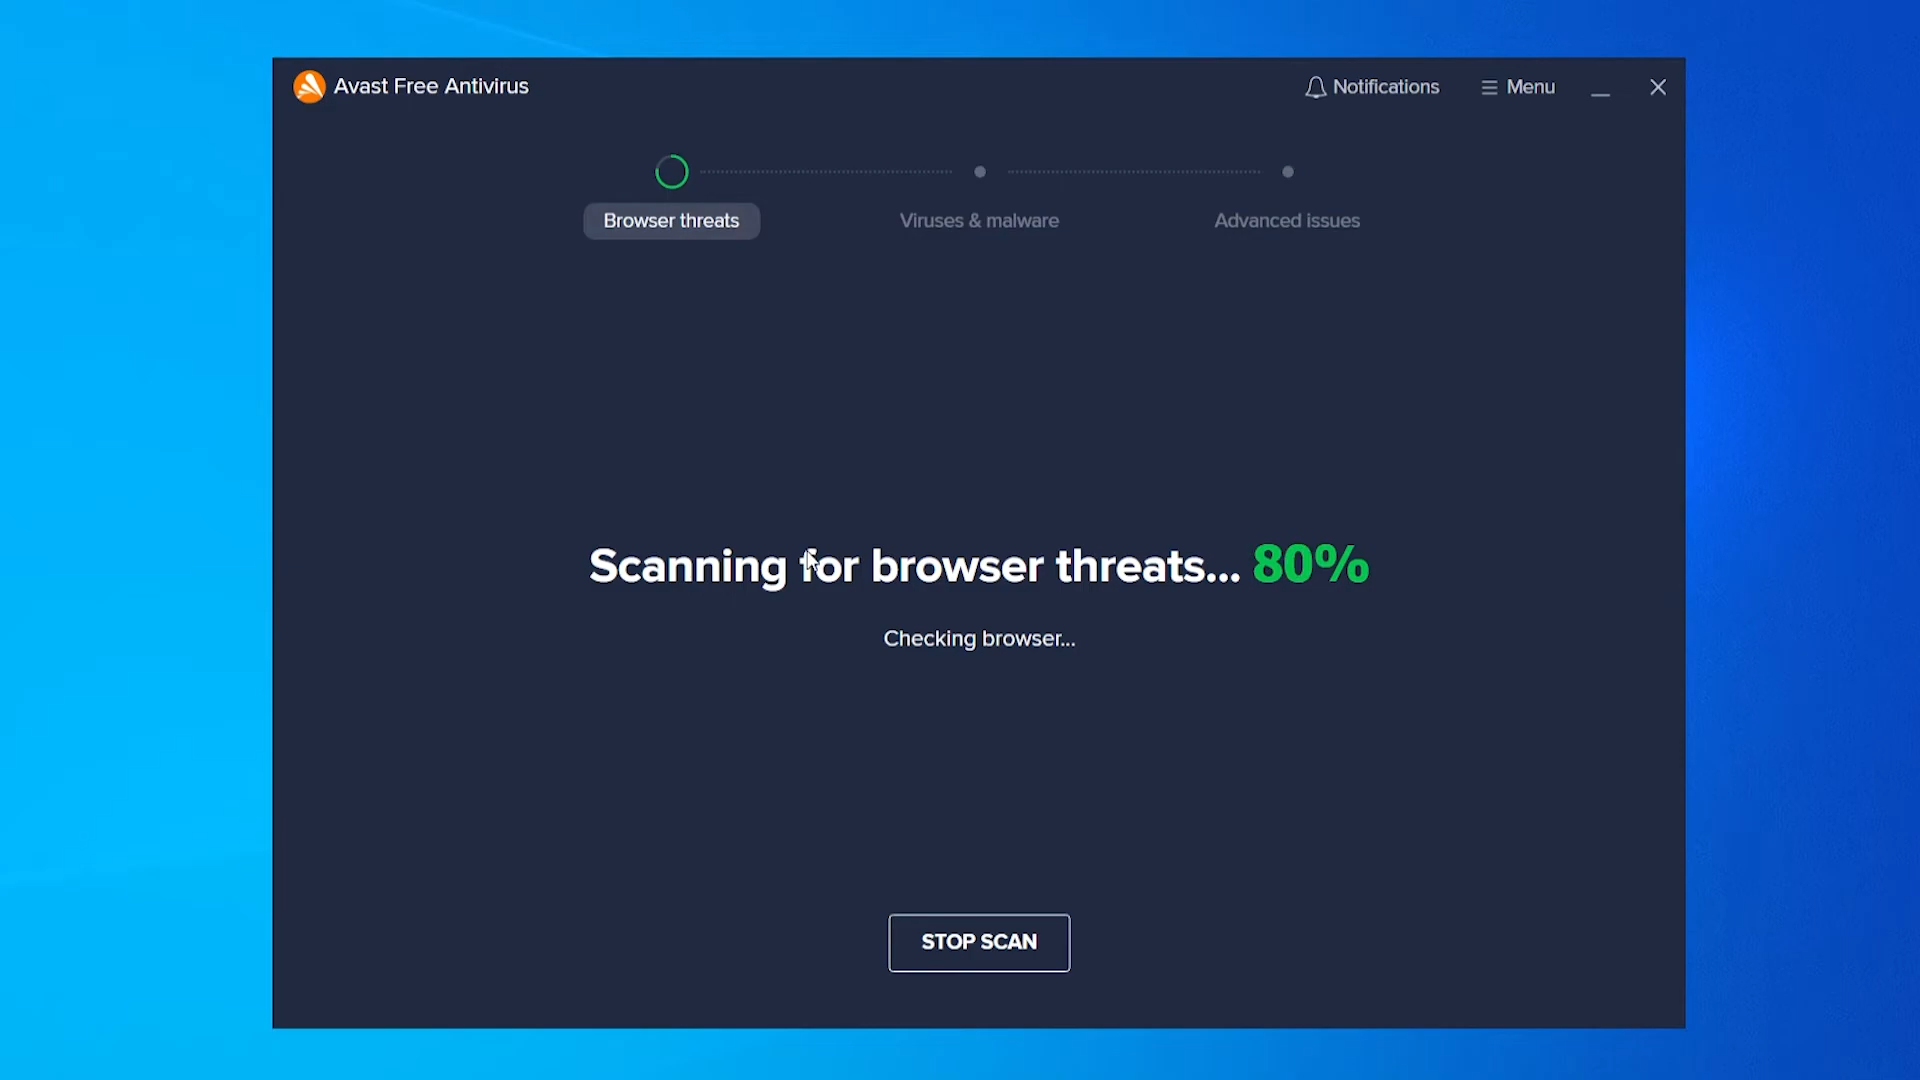 Avast Free Antivirus
Notifications
Menu
Browser threats
Viruses & malware
Advanced issues
Scanning for browser threats... 80%
Checking browser...
STOP SCAN